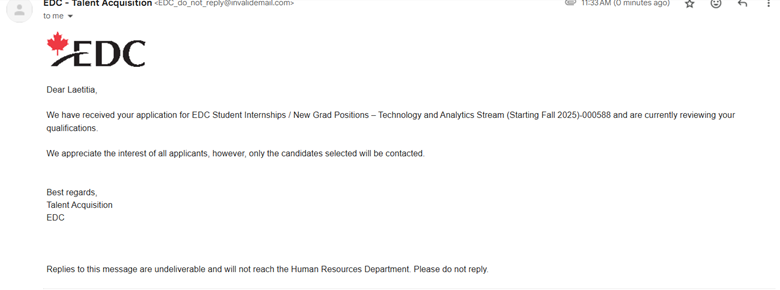 EDC - Talent Acquisition <EDC_do_not_reply@invalidemail.com>
11:33 AM (0 minutes ago)
to me
EDC
Dear Laetitia,
We have received your application for EDC Student Internships / New Grad Positions – Technology and Analytics Stream (Starting Fall 2025)-000588 and are currently reviewing your
qualifications.
We appreciate the interest of all applicants, however, only the candidates selected will be contacted.
Best regards,
Talent Acquisition
EDC
Replies to this message are undeliverable and will not reach the Human Resources Department. Please do not reply.